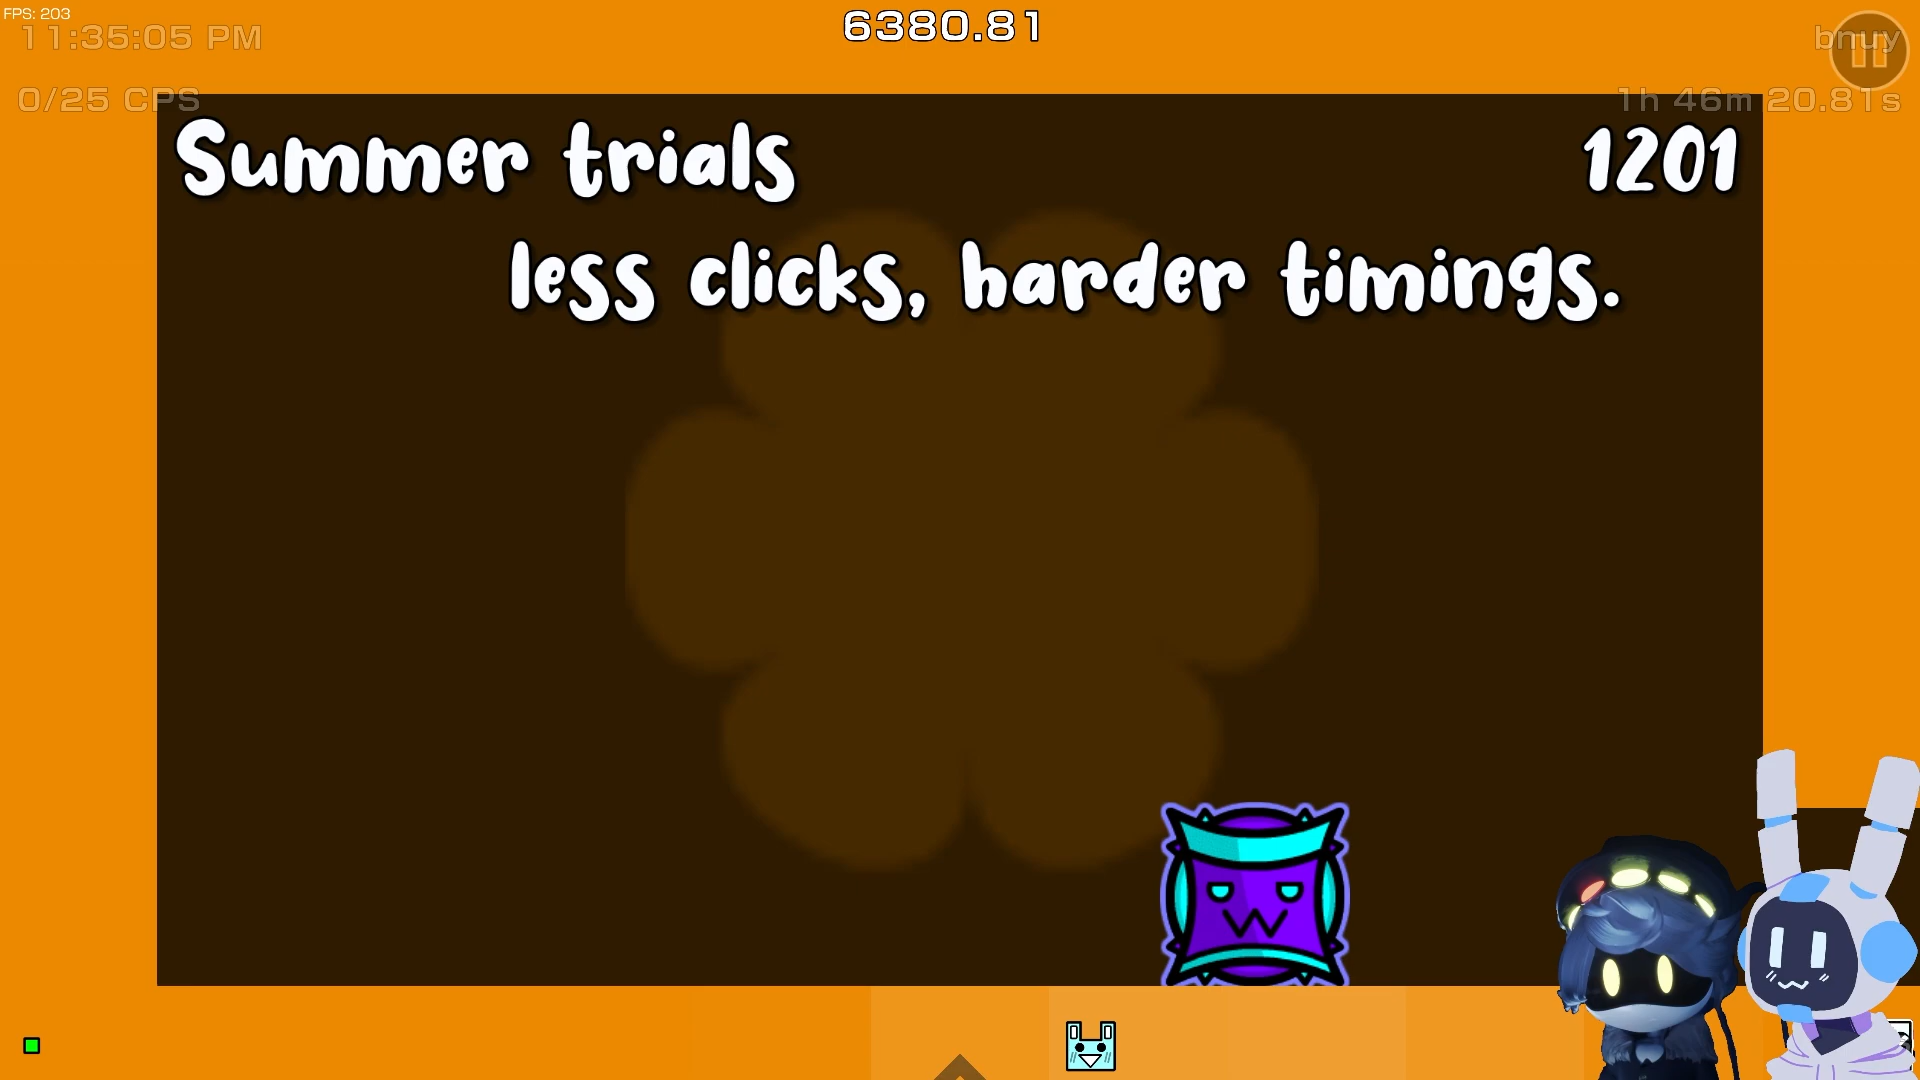 FPS: 203
6380.81
11:35:05 PM
bnuy
0/25 CPS
1h 46m 20.81s
Summer trials
1201
less clicks, harder timings.